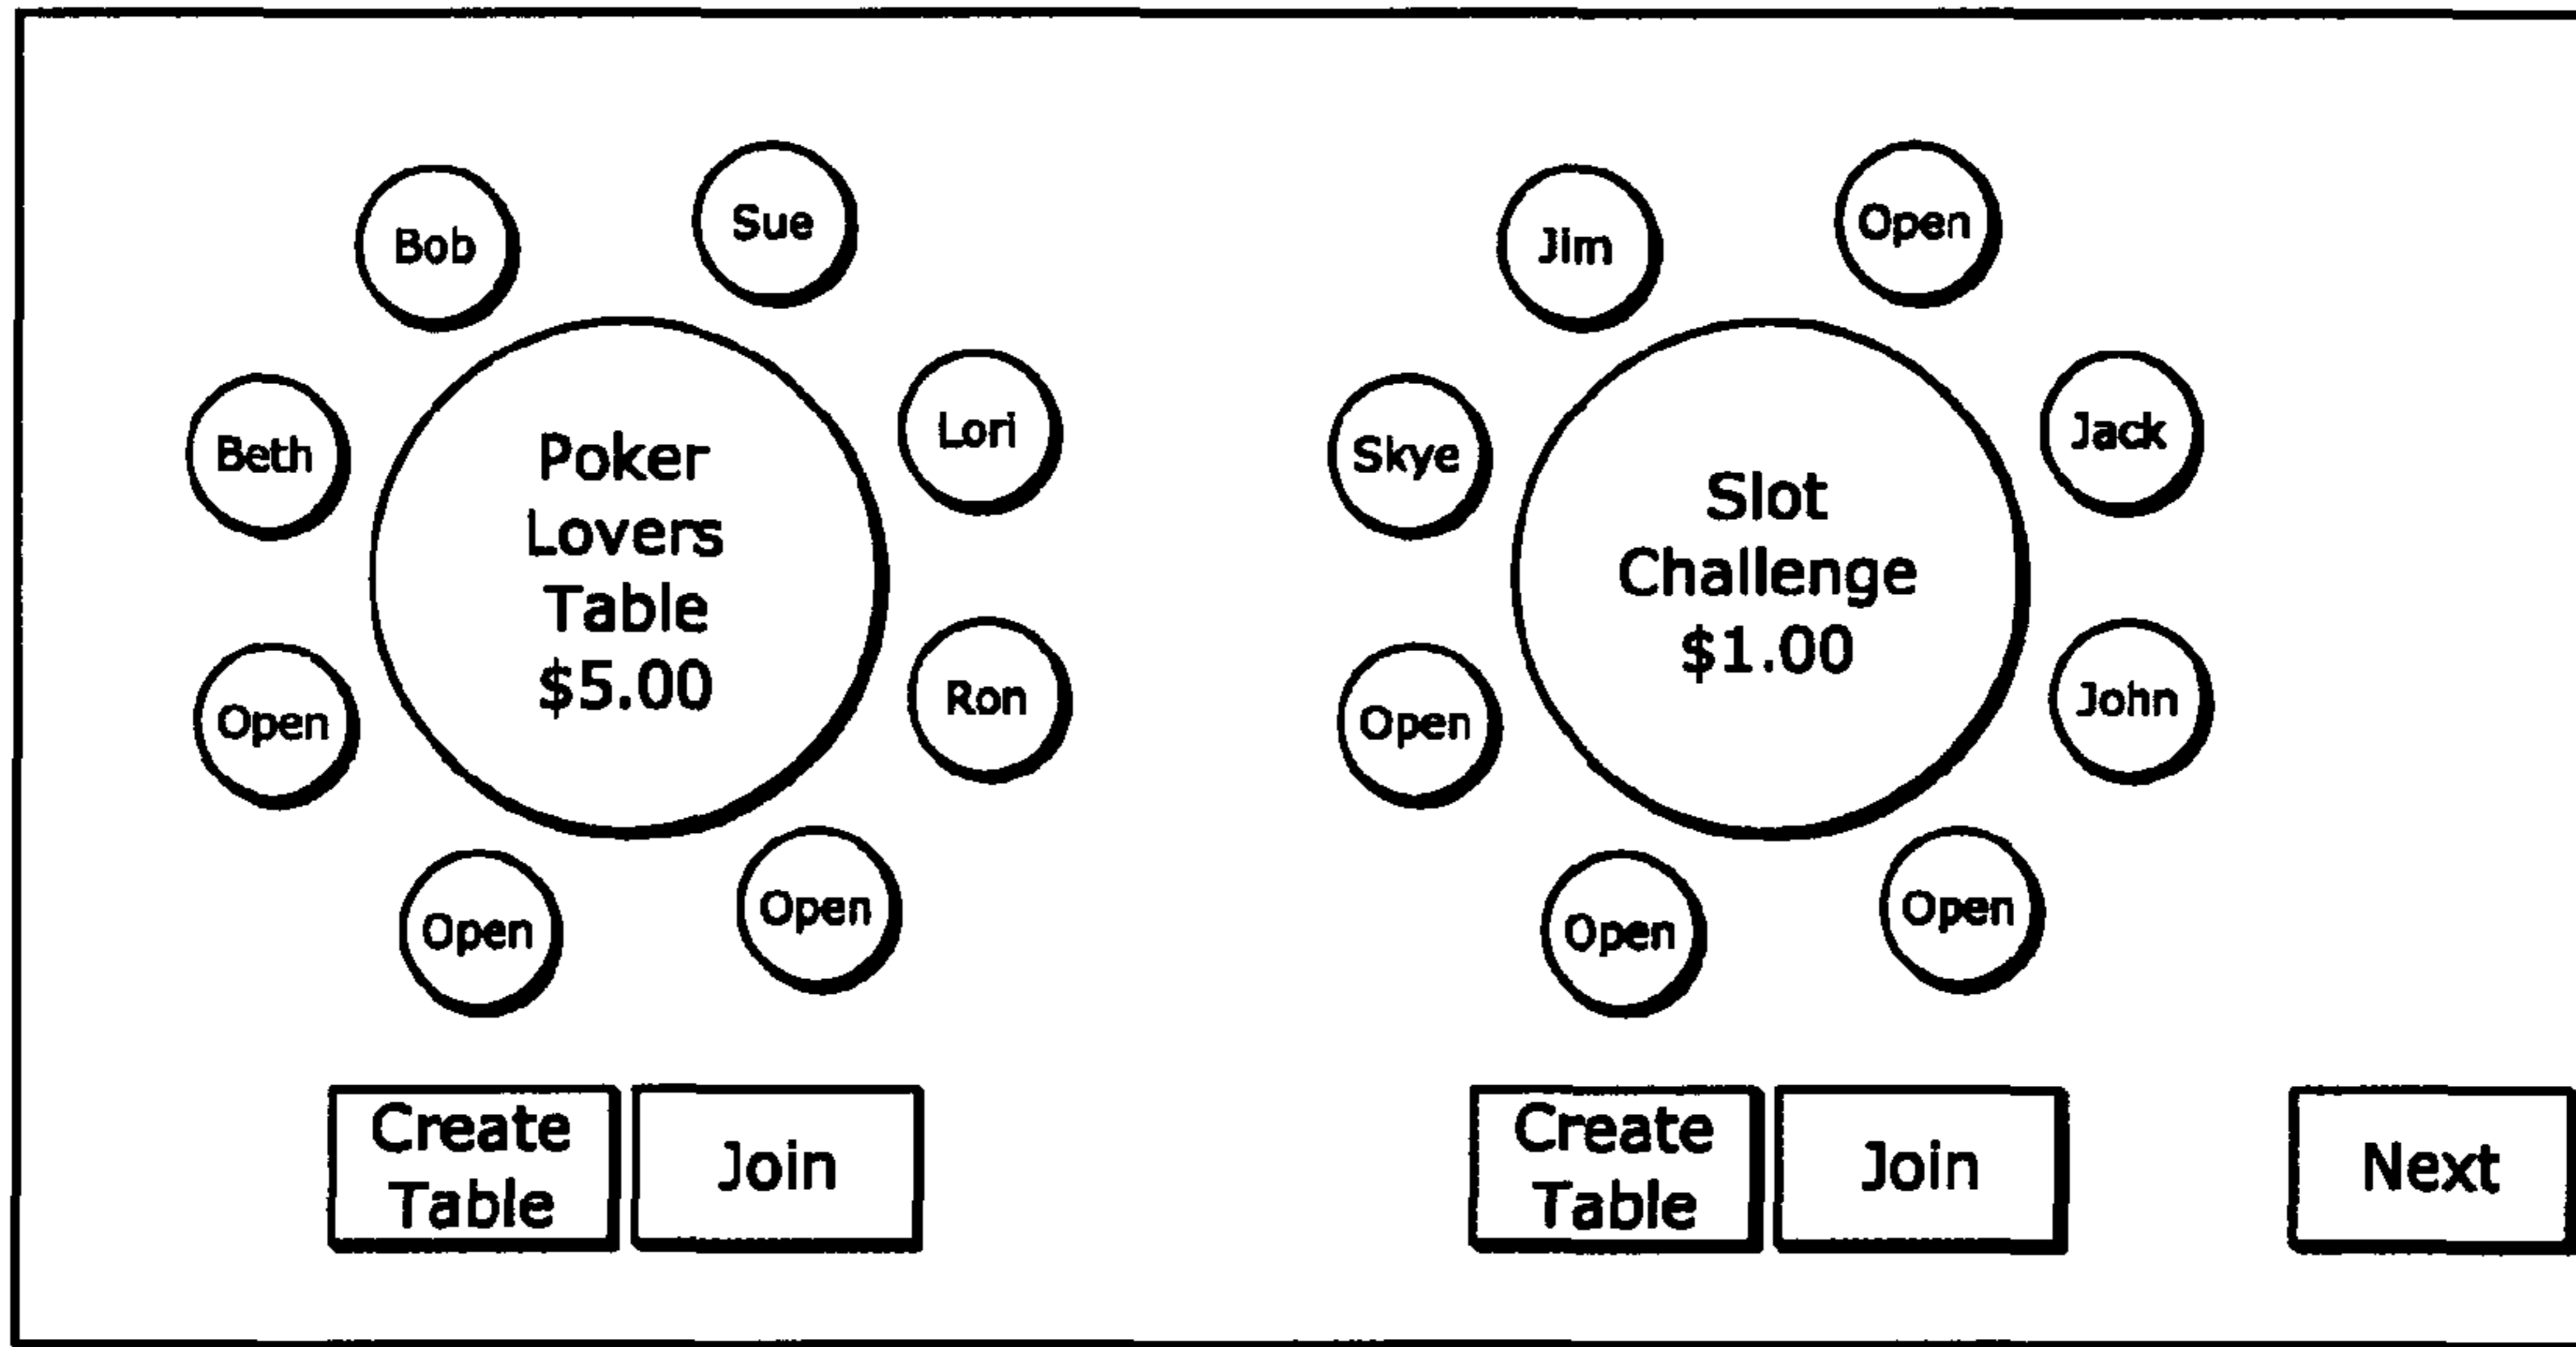 Bob
Sue
Beth
Lori
Poker
Lovers
Table
$5.00
Open
Ron
Open
Open
Create
Table
Join
Jim
Open
Skye
Jack
Slot
Challenge
$1.00
Open
John
Open
Open
Create
Table
Join
Next